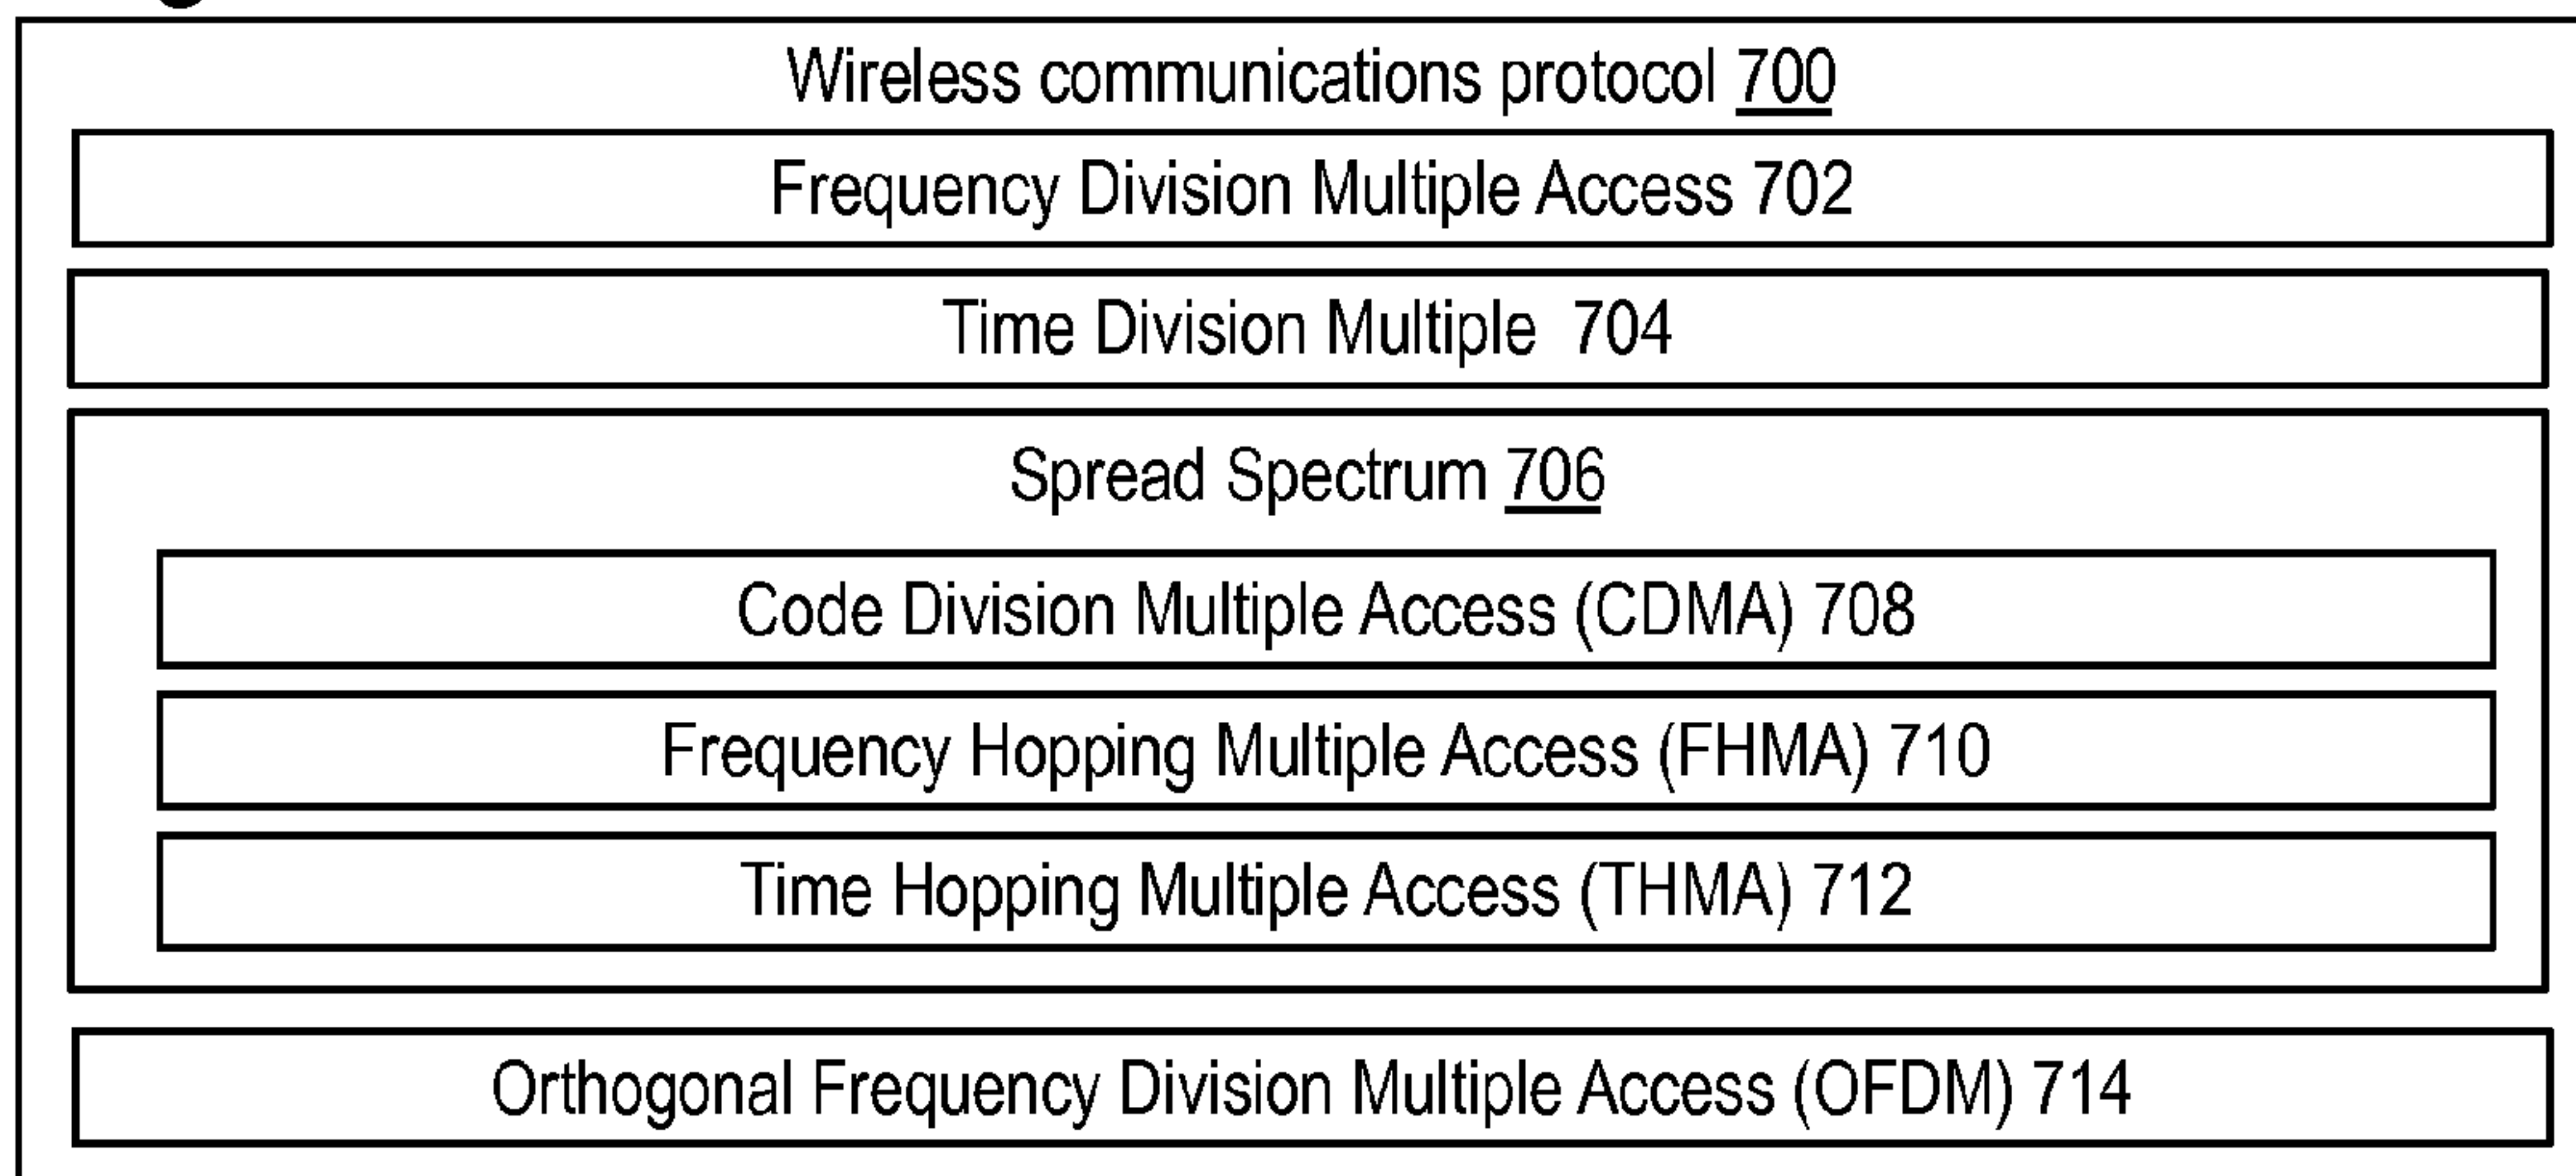 Wireless communications protocol 700
Frequency Division Multiple Access 702
Time Division Multiple 704
Spread Spectrum 706
Code Division Multiple Access (CDMA) 708
Frequency Hopping Multiple Access (FHMA) 710
Time Hopping Multiple Access (THMA) 712
Orthogonal Frequency Division Multiple Access (OFDM) 714